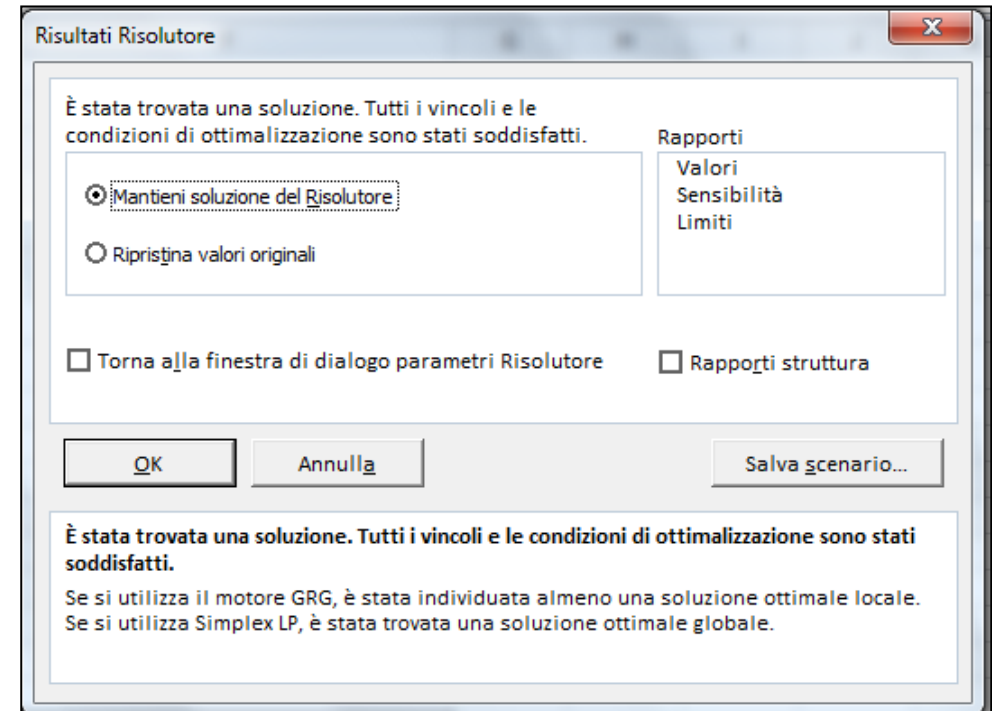 Risultati Risolutore
È stata trovata una soluzione. Tutti i vincoli e le
condizioni di ottimalizzazione sono stati soddisfatti.
Mantieni soluzione del Risolutore
Ripristina valori originali
Rapporti
Valori
Sensibilità
Limiti
Torna alla finestra di dialogo parametri Risolutore
Rapporti struttura
OK
Annulla
Salva scenario...
È stata trovata una soluzione. Tutti i vincoli e le condizioni di ottimalizzazione sono stati
soddisfatti.
Se si utilizza il motore GRG, è stata individuata almeno una soluzione ottimale locale.
Se si utilizza Simplex LP, è stata trovata una soluzione ottimale globale.